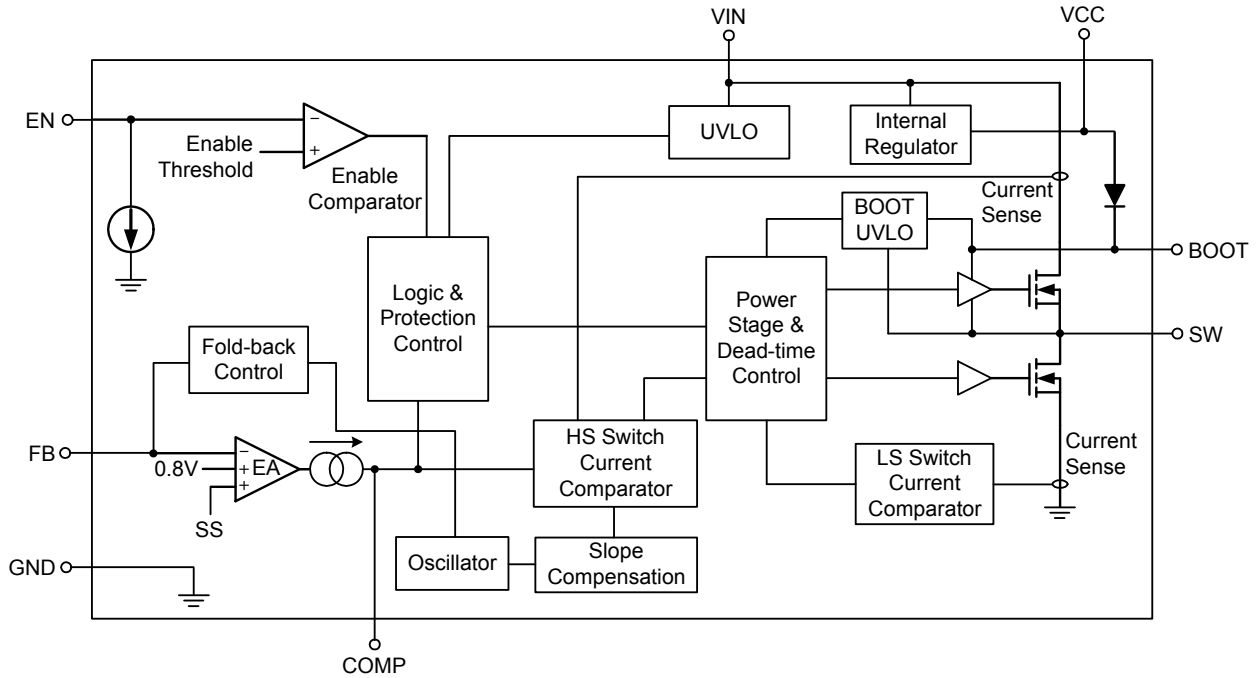 VIN
VCC
EN
−
+
Enable
Threshold
Enable
Comparator
UVLO
Internal
Regulator
Current
Sense
BOOT
UVLO
BOOT
Logic &
Protection
Control
Power
Stage &
Dead-time
Control
SW
Fold-back
Control
FB
−
0.8V
+
EA
+
SS
HS Switch
Current
Comparator
LS Switch
Current
Comparator
Current
Sense
GND
Oscillator
Slope
Compensation
COMP